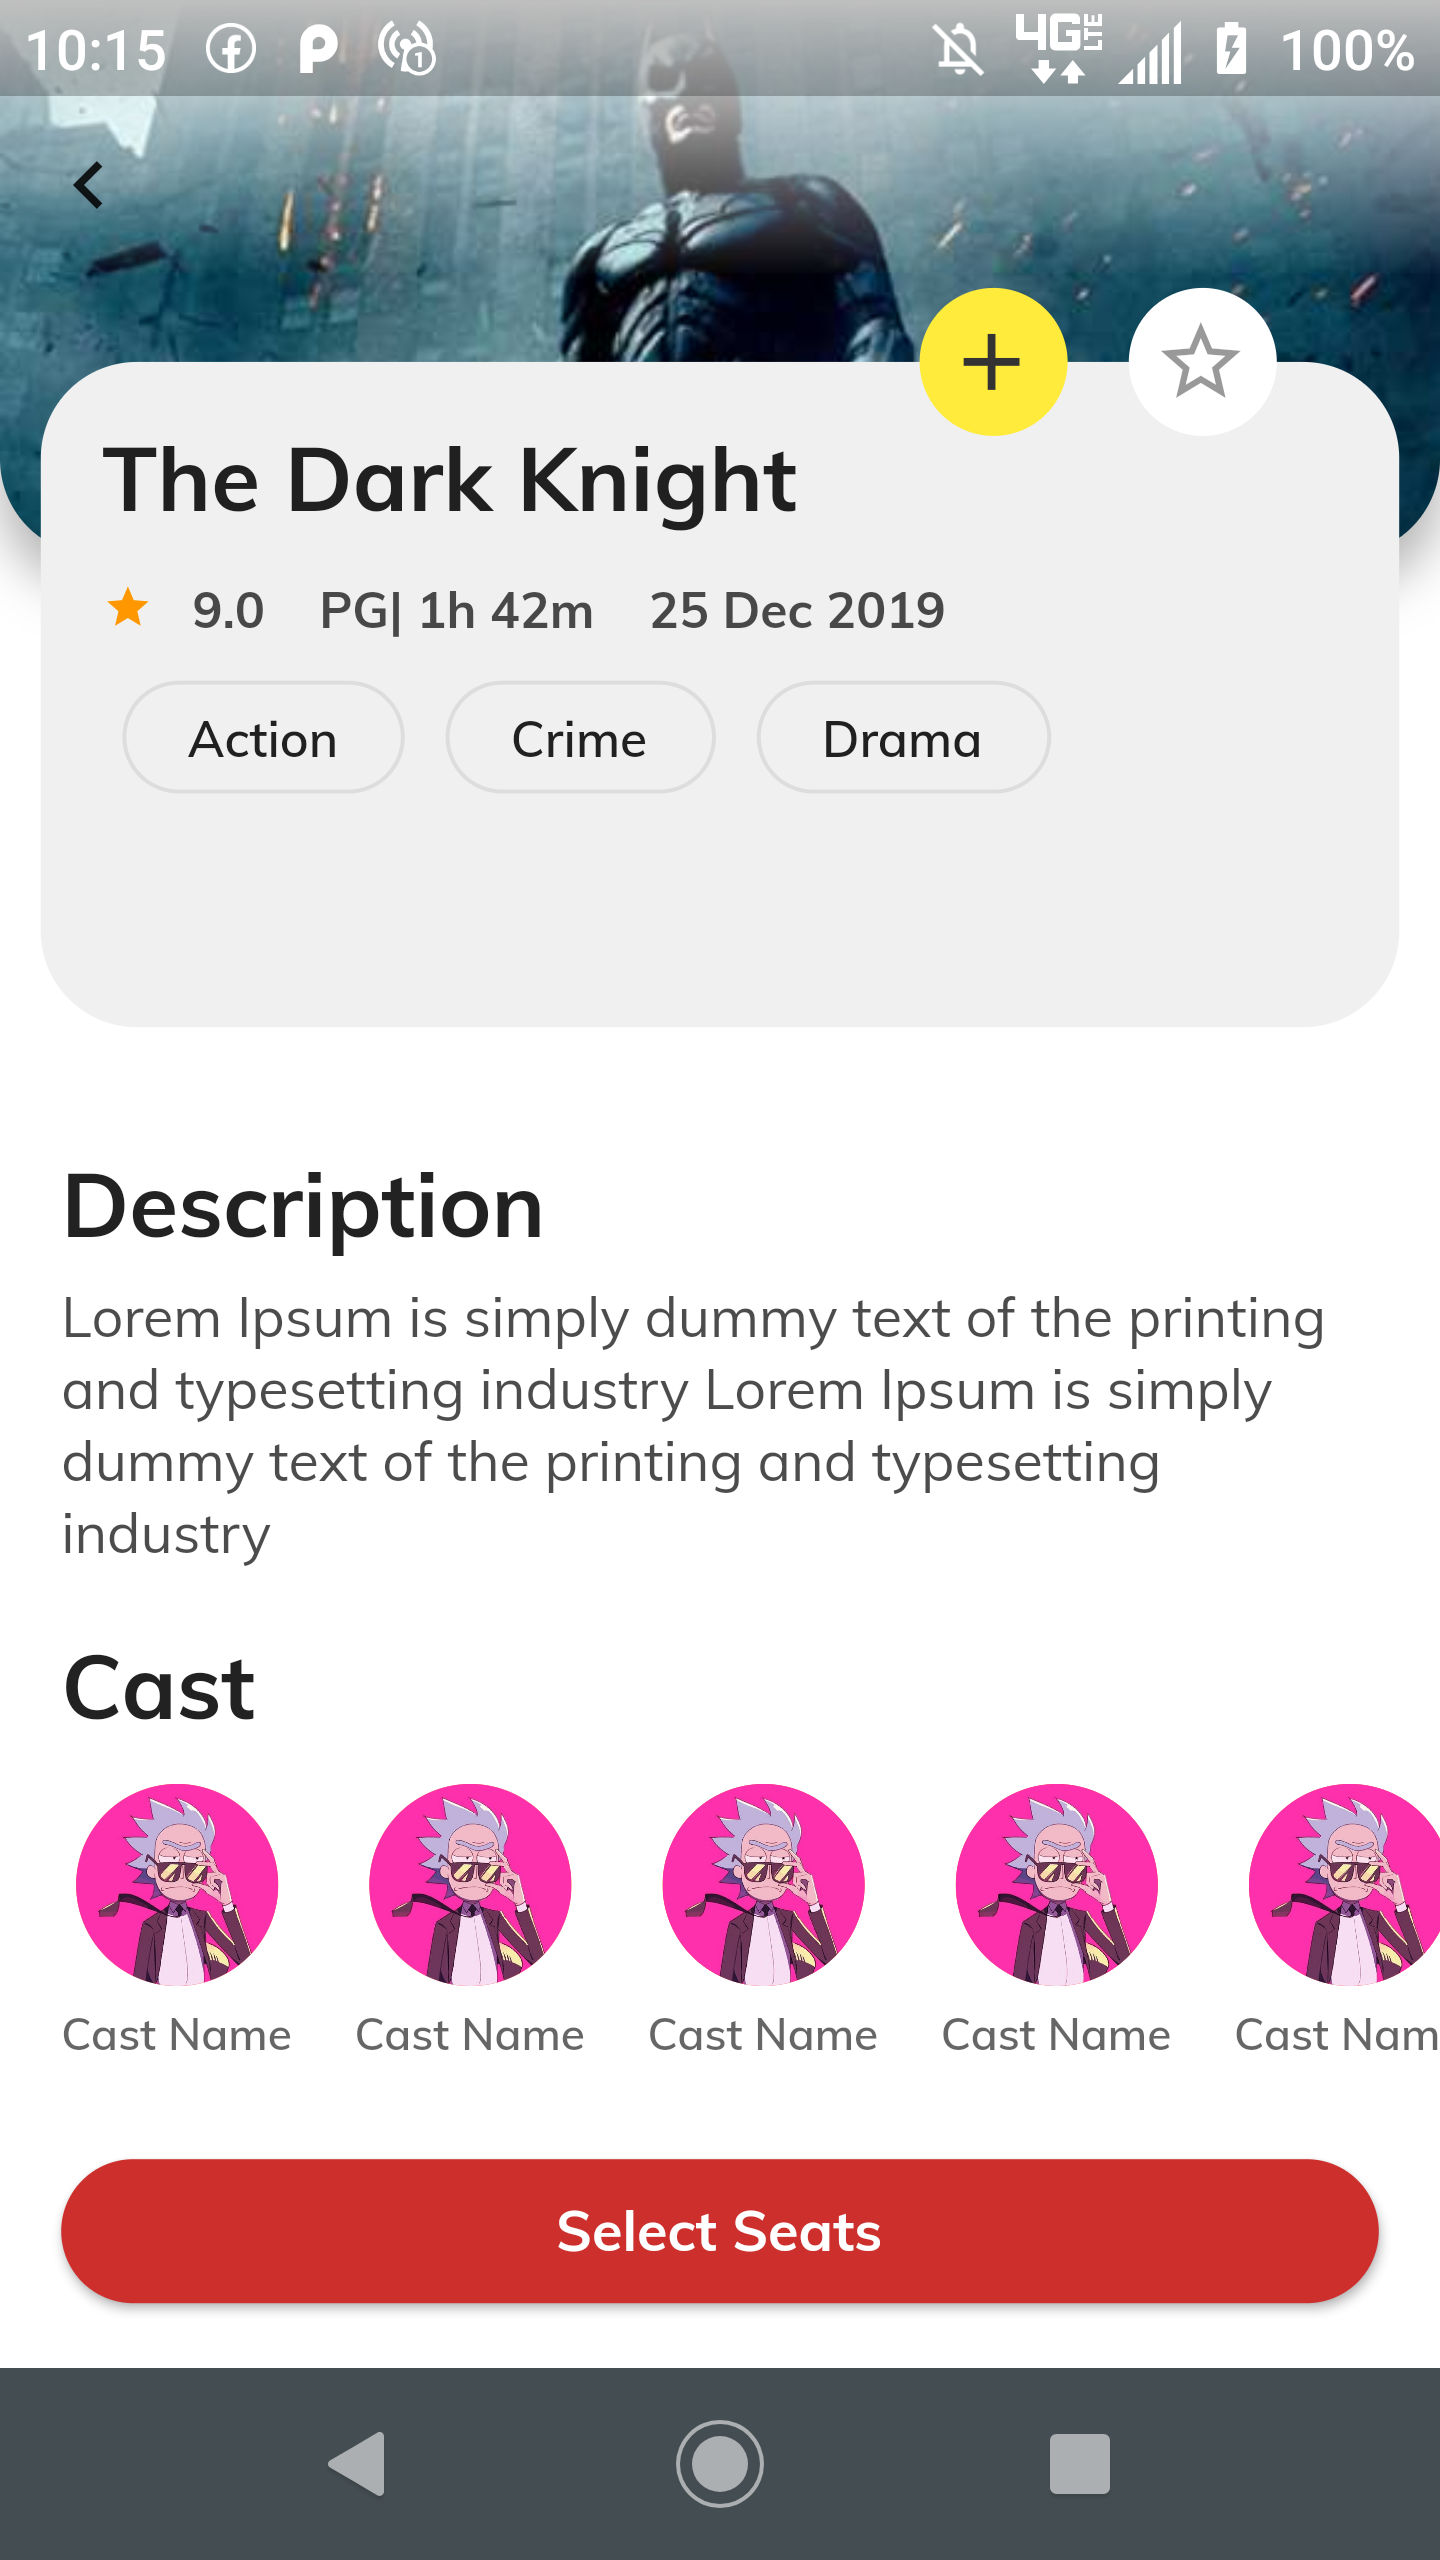 10:15 4G LTE 100%
The Dark Knight
9.0 PG| 1h 42m 25 Dec 2019
Action Crime Drama
Description
Lorem Ipsum is simply dummy text of the printing
and typesetting industry Lorem Ipsum is simply
dummy text of the printing and typesetting
industry
Cast
Cast Name Cast Name Cast Name Cast Name Cast Nam
Select Seats